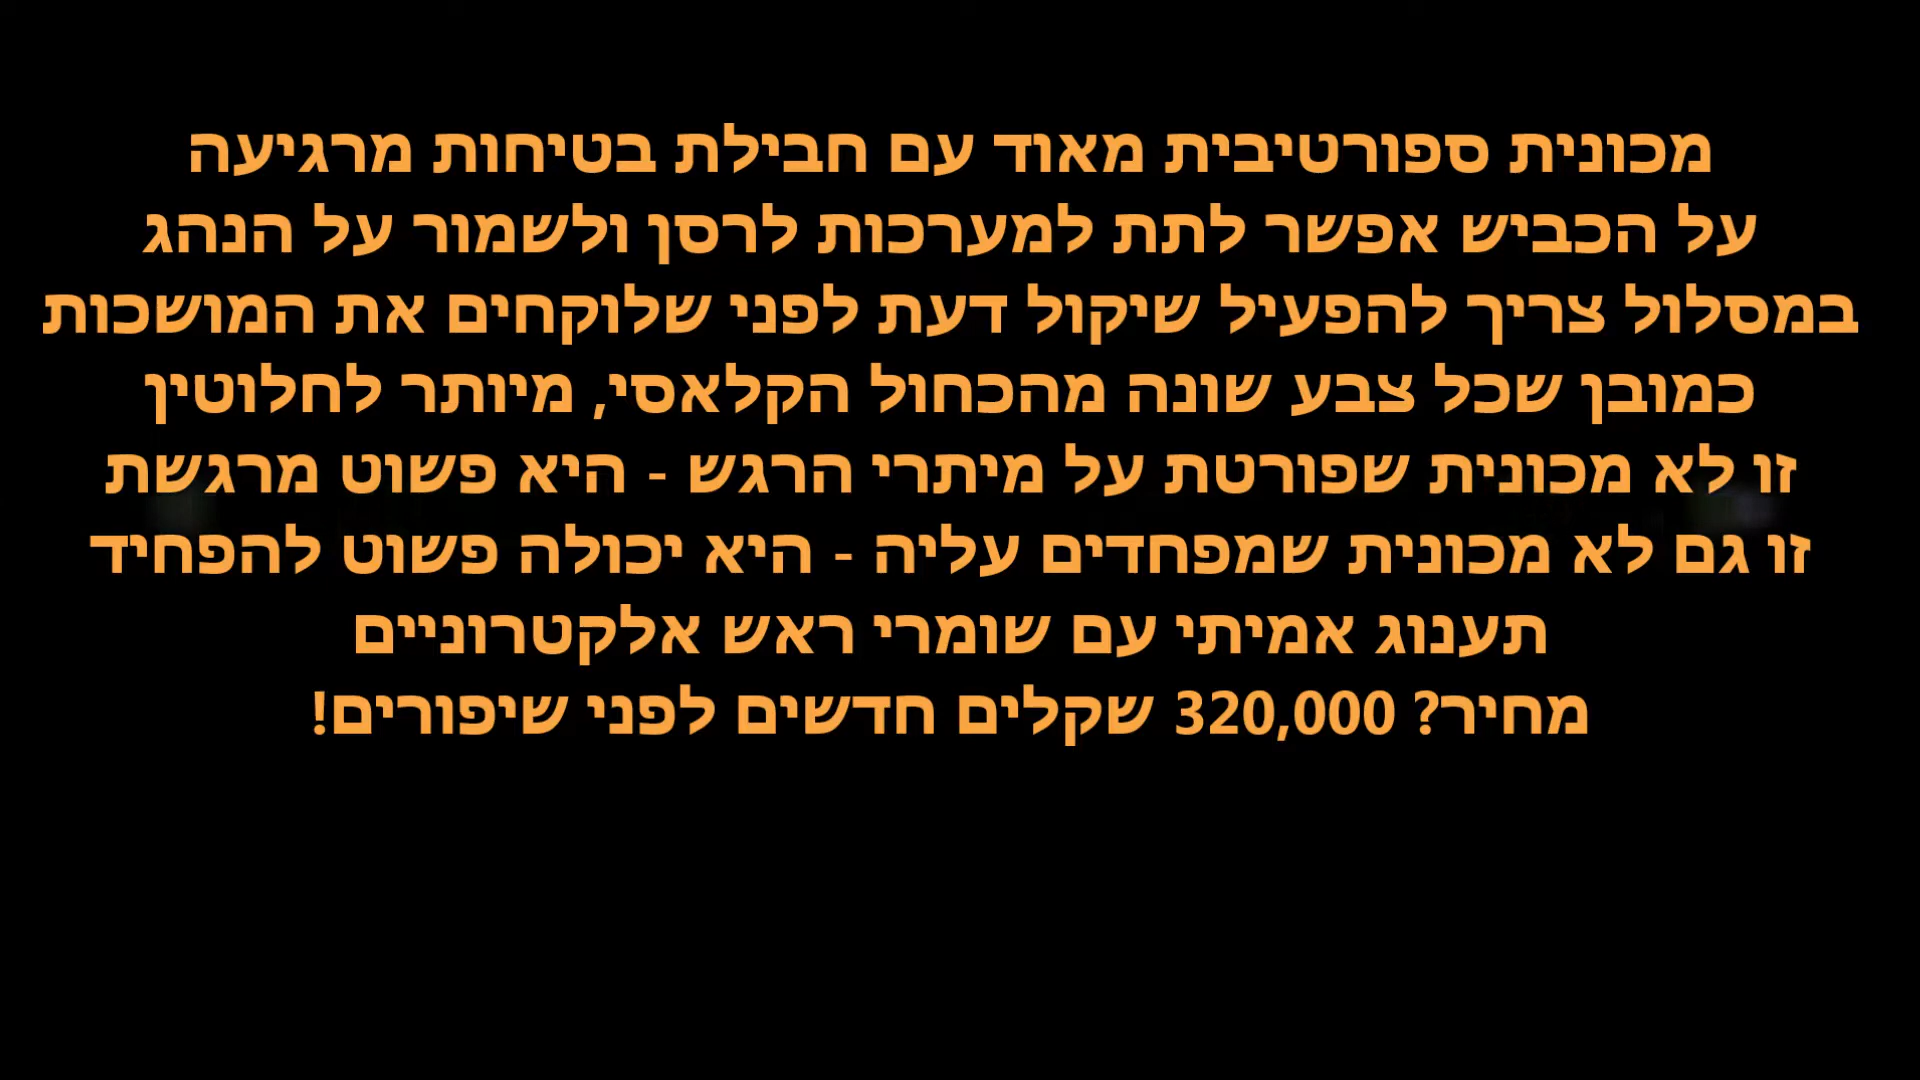 מכונית ספורטיבית מאוד עם חבילת בטיחות מרגיעה
על הכביש אפשר לתת למערכות לרסן ולשמור על הנהג
במסלול צריך להפעיל שיקול דעת לפני שלוקחים את המושכות
כמובן שכל צבע שונה מהכחול הקלאסי, מיותר לחלוטין
זו לא מכונית שפורטת על מיתרי הרגש - היא פשוט מרגשת
זו גם לא מכונית שמפחדים עליה - היא יכולה פשוט להפחיד
תענוג אמיתי עם שומרי ראש אלקטרוניים
מחיר? 320,000 שקלים חדשים לפני שיפורים!